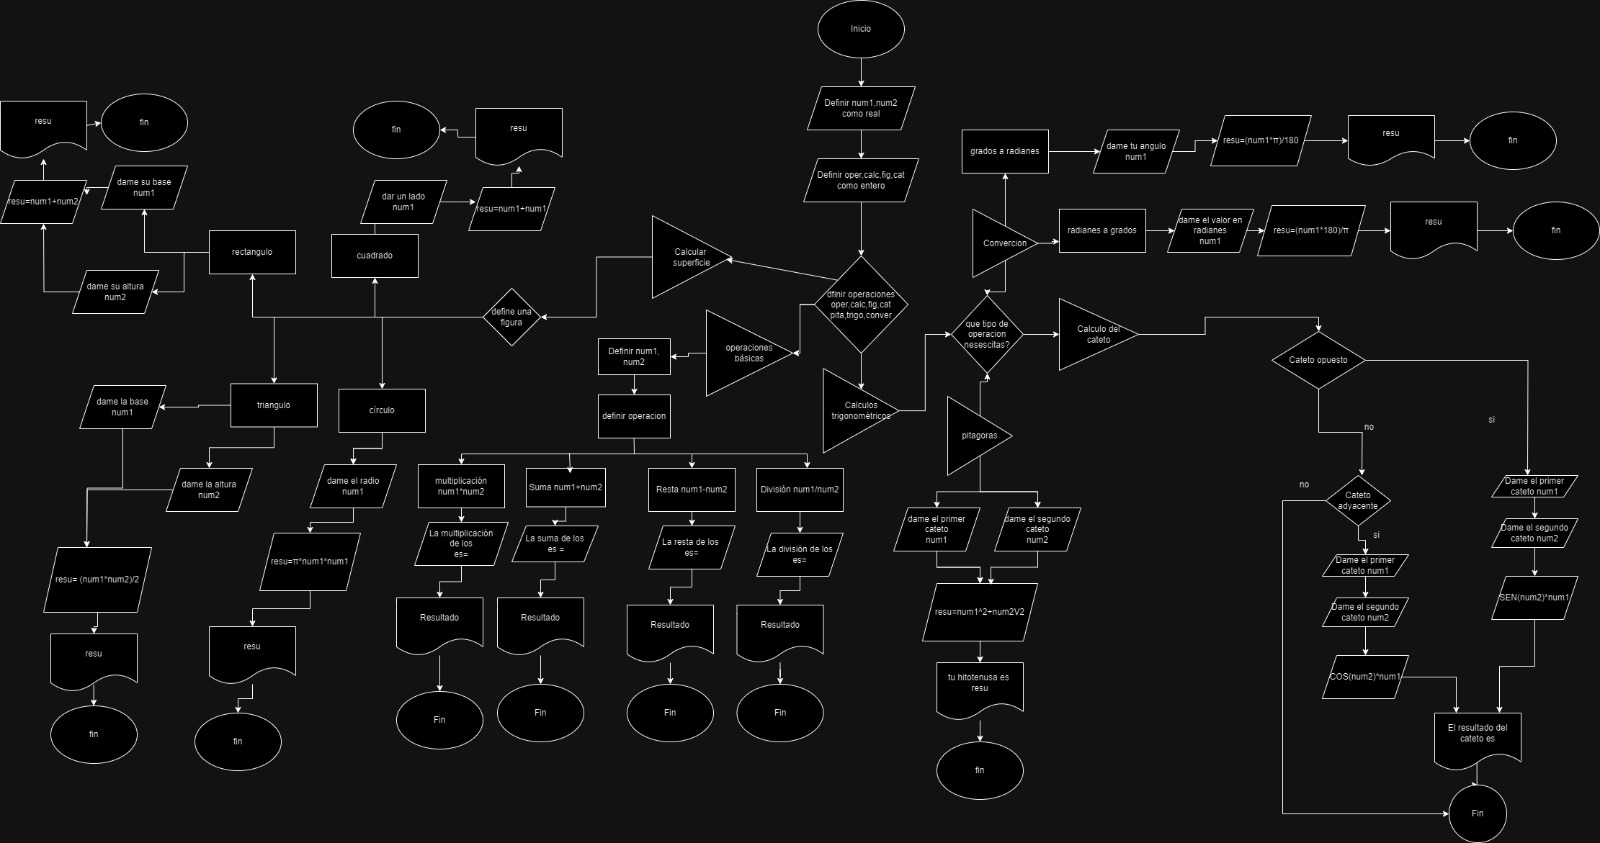 Inicio
Definir num1,num2
como real
Definir oper,calc,fig,cat
como entero
dfinir operaciones
oper,calc,fig,cat
pita,trigo,conver
Calcular
superficie
define una
figura
rectangulo
dame su base
num1
dame su altura
num2
resu=num1+num2
resu
fin
cuadrado
dar un lado
num1
resu=num1+num1
resu
fin
triangulo
dame la base
num1
dame la altura
num2
resu= (num1*num2)/2
resu
fin
círculo
dame el radio
num1
resu=π*num1*num1
resu
fin
operaciones
básicas
Definir num1,
num2
definir operacion
multiplicación
num1*num2
La multiplicación
de los
es=
Resultado
Fin
Suma num1+num2
La suma de los
es =
Resultado
Fin
Resta num1-num2
La resta de los
es=
Resultado
Fin
División num1/num2
La división de los
es=
Resultado
Fin
Calculos
trigonométricos
que tipo de
operacion
nesescitas?
Convercion
grados a radianes
dame tu angulo
num1
resu=(num1*π)/180
resu
fin
radianes a grados
dame el valor en
radianes
num1
resu=(num1*180)/π
resu
fin
pitagoras
dame el primer
cateto
num1
dame el segundo
cateto
num2
resu=num1^2+num2V2
tu hitotenusa es
resu
fin
Calculo del
cateto
Cateto opuesto
si
no
Cateto
adyacente
no
si
Dame el primer
cateto num1
Dame el segundo
cateto num2
COS(num2)*num1
Dame el primer
cateto num1
Dame el segundo
cateto num2
SEN(num2)*num1
El resultado del
cateto es
Fin